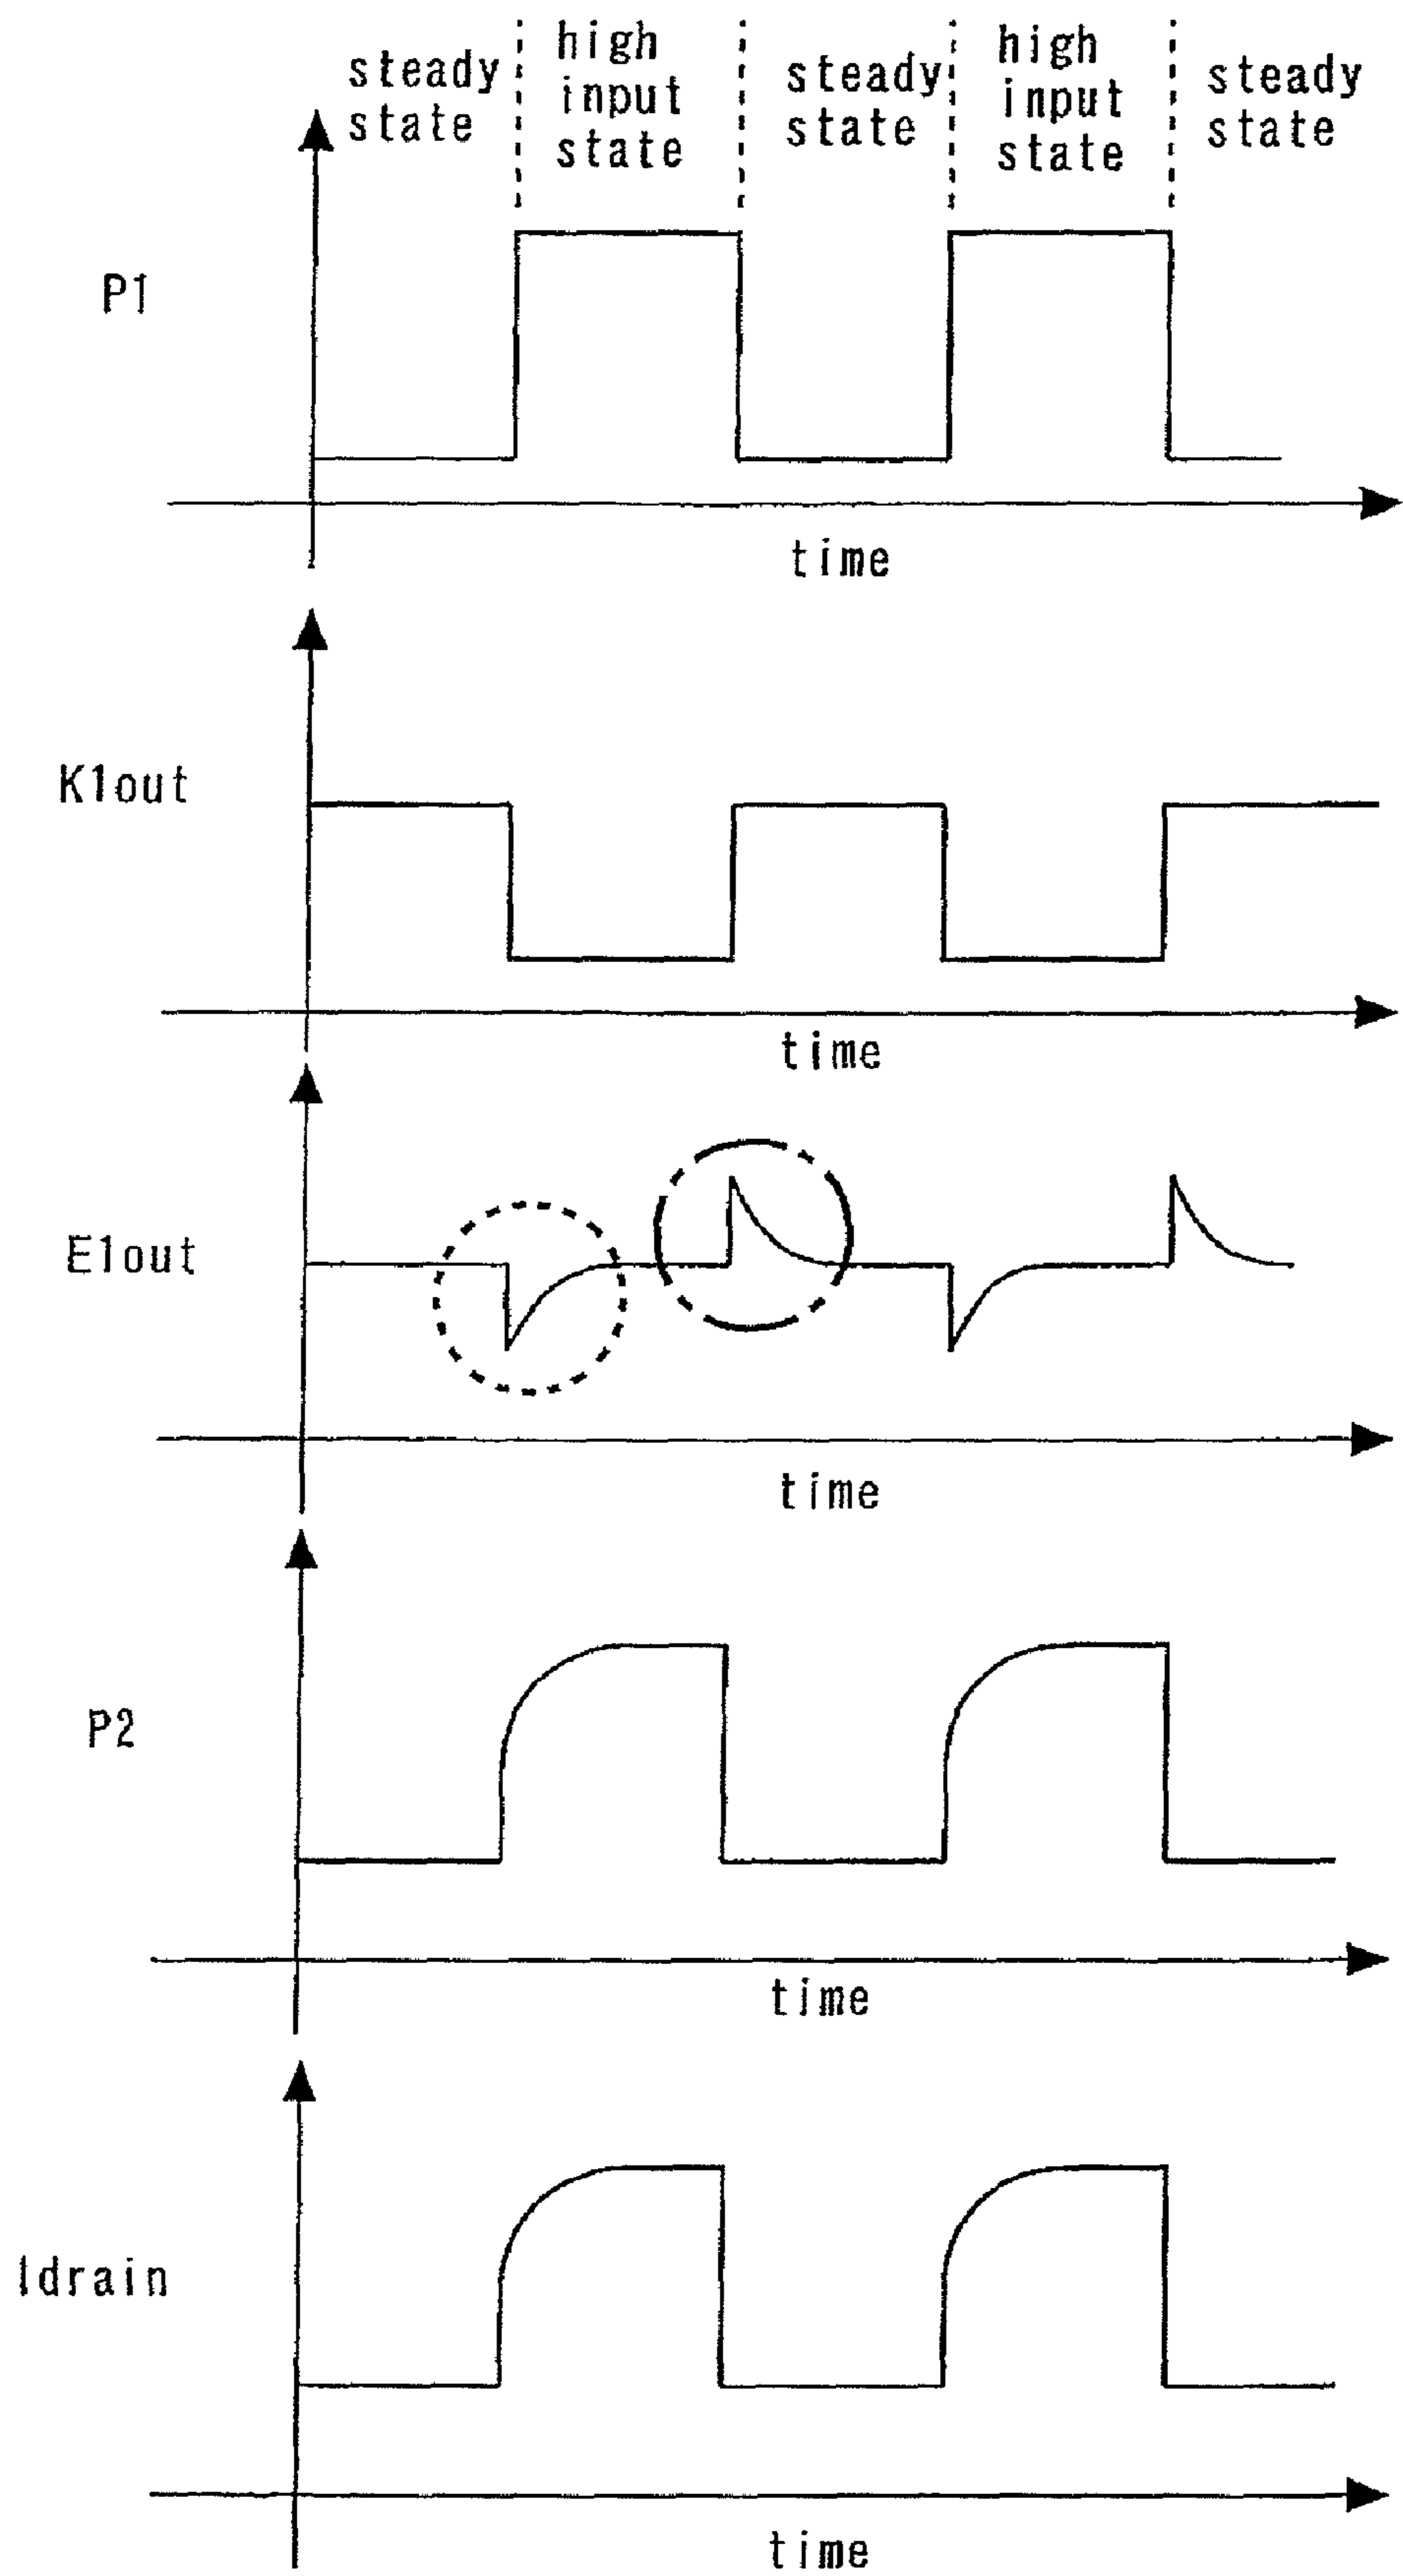 steady
state
high
input
state
steady
state
high
input
state
steady
state
P1
time
K1out
time
E1out
time
P2
time
Idrain
time